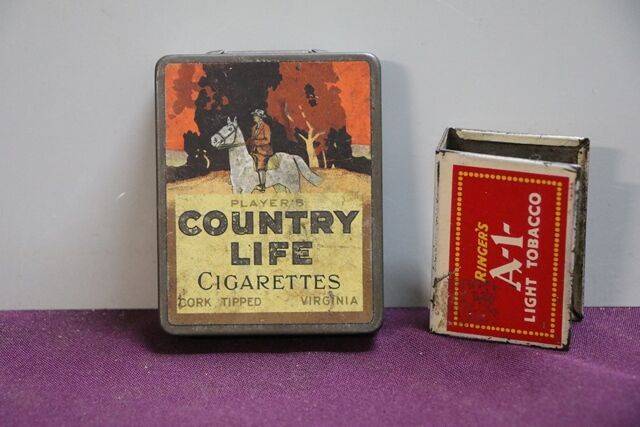 PLAYER'S
COUNTRY
LIFE
CIGARETTES
CORK TIPPED VIRGINIA
RINGER'S
A-1-
LIGHT TOBACCO